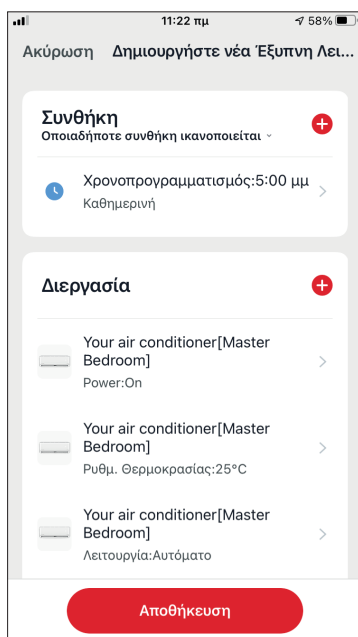 11:22 πμ
58%
Ακύρωση Δημιουργήστε νέα Έξυπνη Λει...
Συνθήκη
Οποιαδήποτε συνθήκη ικανοποιείται
Χρονοπρογραμματισμός:5:00 μμ
Καθημερινή
Διεργασία
Your air conditioner[Master
Bedroom]
Power:On
Your air conditioner[Master
Bedroom]
Ρυθμ. Θερμοκρασίας:25°C
Your air conditioner[Master
Bedroom]
Λειτουργία:Αυτόματο
Αποθήκευση